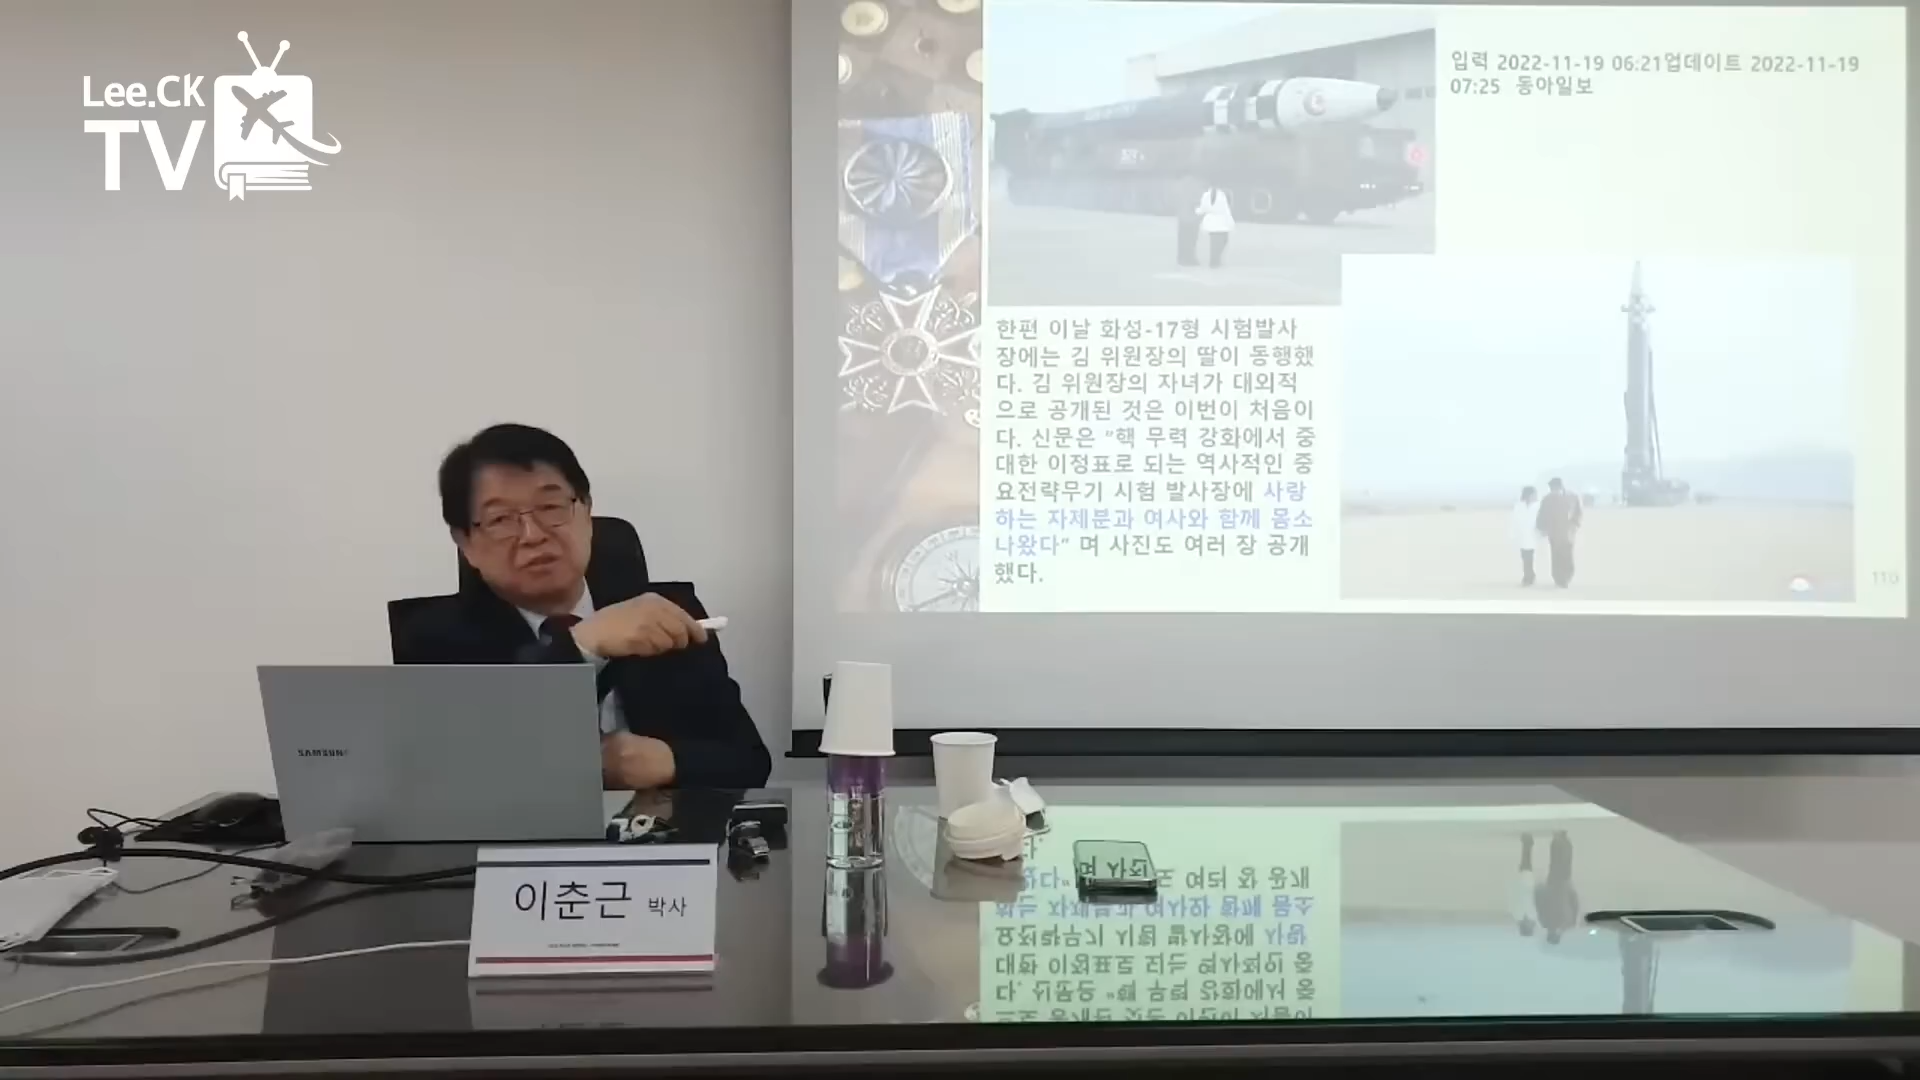 Lee.CK
TV
입력 2022-11-19 06:21업데이트 2022-11-19
07:25 동아일보
한편 이날 화성-17형 시험발사
장에는 김 위원장의 딸이 동행했
다. 김 위원장의 자녀가 대외적
으로 공개된 것은 이번이 처음이
다. 신문은 "핵 무력 강화에서 중
대한 이정표로 되는 역사적인 중
요전략무기 시험 발사장에 사랑
하는 자제분과 여사와 함께 몸소
나왔다" 며 사진도 여러 장 공개
했다.
110
SAMSUNG
이춘근 박사